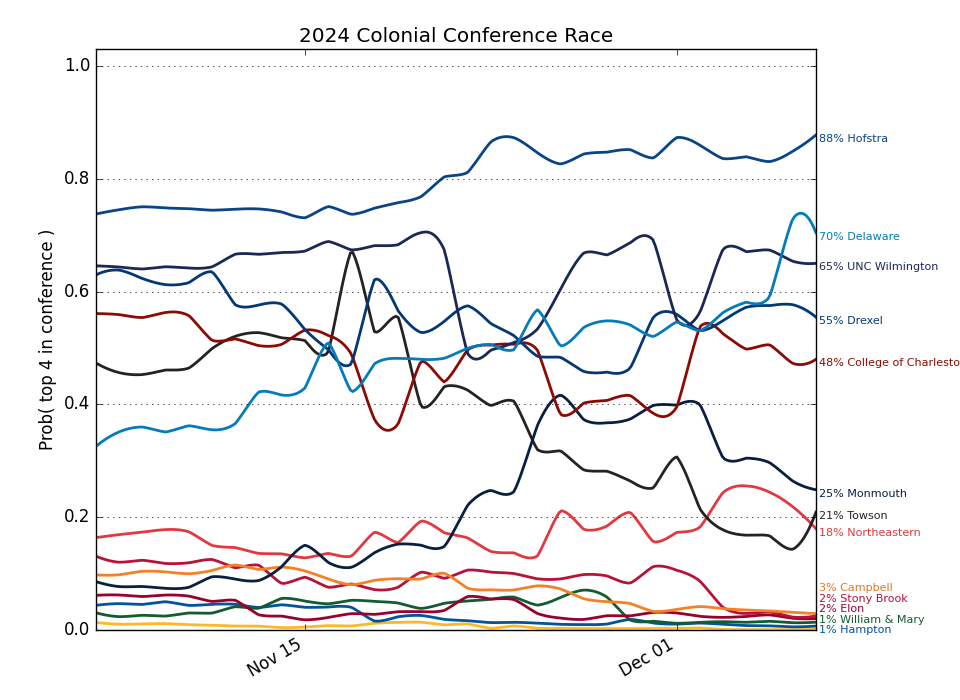 2024 Colonial Conference Race
Prob( top 4 in conference )
1.0
0.8
0.6
0.4
0.2
0.0
Nov 15
Dec 01
88% Hofstra
70% Delaware
65% UNC Wilmington
55% Drexel
48% College of Charlesto
25% Monmouth
21% Towson
18% Northeastern
3% Campbell
2% Stony Brook
2% Elon
1% William & Mary
1% Hampton